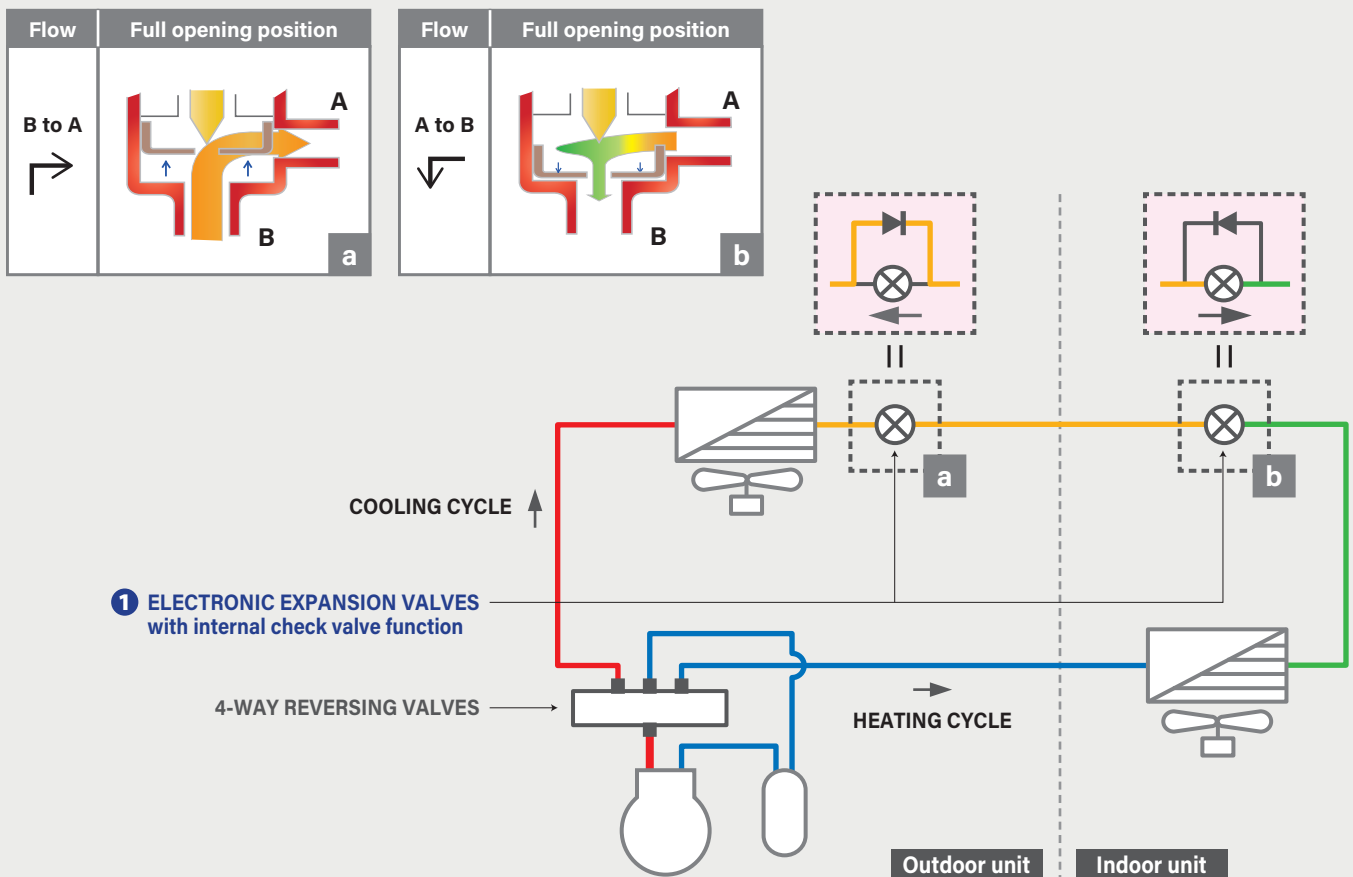 Flow Full opening position
B to A
A
B
a
Flow Full opening position
A to B
A
B
b
a
b
COOLING CYCLE
1 ELECTRONIC EXPANSION VALVES
with internal check valve function
4-WAY REVERSING VALVES
HEATING CYCLE
Outdoor unit
Indoor unit